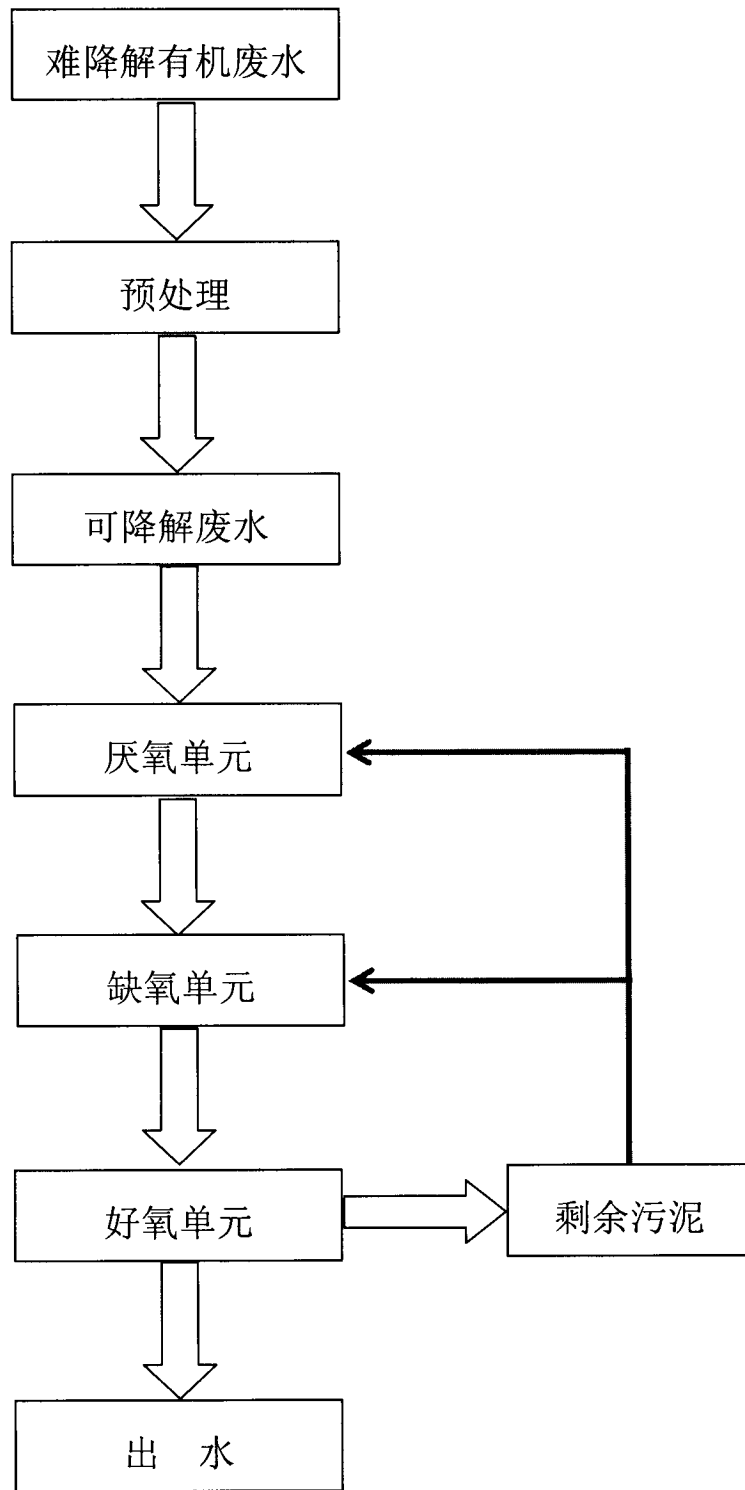 难降解有机废水
预处理
可降解废水
厌氧单元
缺氧单元
好氧单元
剩余污泥
出 水